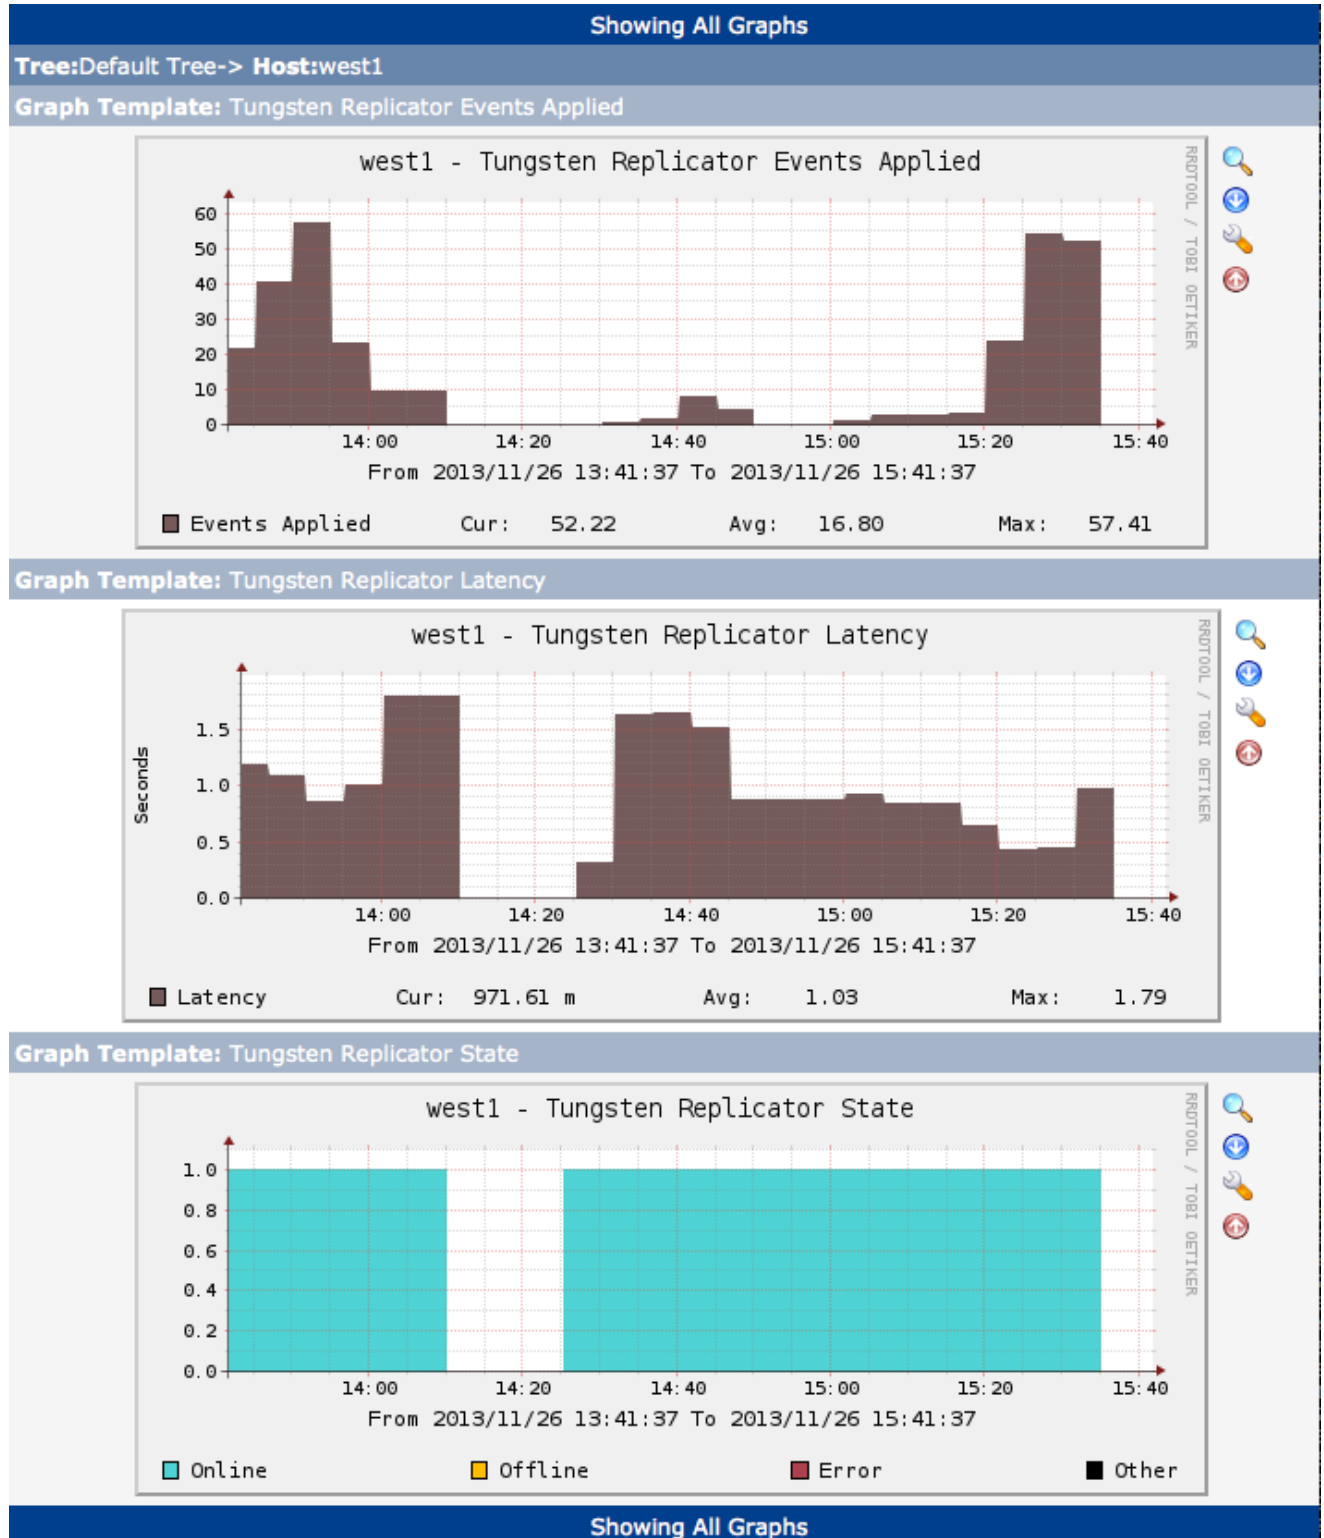 Showing All Graphs
Tree:Default Tree-> Host:west1
Graph Template: Tungsten Replicator Events Applied
west1 - Tungsten Replicator Events Applied
RRDTOOL / TOBI OETIKER
60
50
40
30
20
10
0
14:00 14:20 14:40 15:00 15:20 15:40
From 2013/11/26 13:41:37 To 2013/11/26 15:41:37
Events Applied Cur: 52.22 Avg: 16.80 Max: 57.41
Graph Template: Tungsten Replicator Latency
west1 - Tungsten Replicator Latency
RRDTOOL / TOBI OETIKER
Seconds
1.5
1.0
0.5
0.0
14:00 14:20 14:40 15:00 15:20 15:40
From 2013/11/26 13:41:37 To 2013/11/26 15:41:37
Latency Cur: 971.61 m Avg: 1.03 Max: 1.79
Graph Template: Tungsten Replicator State
west1 - Tungsten Replicator State
RRDTOOL / TOBI OETIKER
1.0
0.8
0.6
0.4
0.2
0.0
14:00 14:20 14:40 15:00 15:20 15:40
From 2013/11/26 13:41:37 To 2013/11/26 15:41:37
Online Offline Error Other
Showing All Graphs